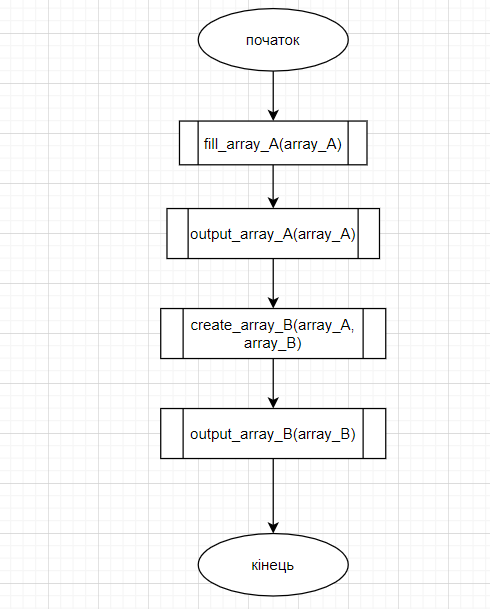 початок
fill_array_A(array_A)
output_array_A(array_A)
create_array_B(array_A,
array_B)
output_array_B(array_B)
кінець